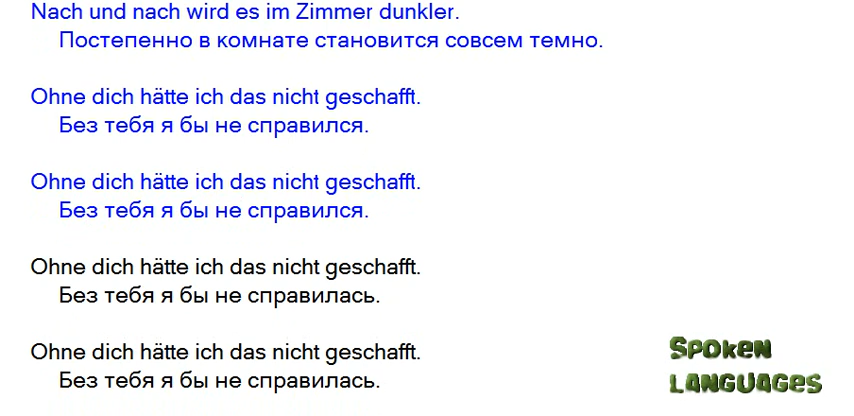 Nach und nach wird es im Zimmer dunkler.
Постепенно в комнате становится совсем темно.
Ohne dich hätte ich das nicht geschafft.
Без тебя я бы не справился.
Ohne dich hätte ich das nicht geschafft.
Без тебя я бы не справился.
Ohne dich hätte ich das nicht geschafft.
Без тебя я бы не справилась.
Ohne dich hätte ich das nicht geschafft.
Без тебя я бы не справилась.
Spoken
Languages